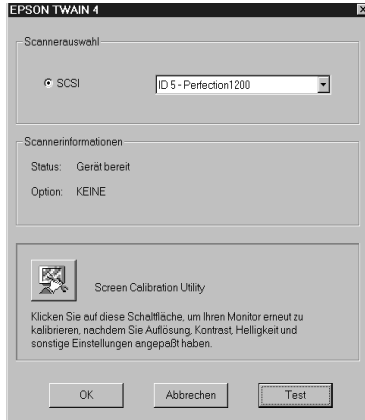 EPSON TWAIN 4
Scannerauswahl
SCSI
ID 5 - Perfection1200
Scannerinformationen
Status: Gerät bereit
Option: KEINE
Screen Calibration Utility
Klicken Sie auf diese Schaltfläche, um Ihren Monitor erneut zu
kalibrieren, nachdem Sie Auflösung, Kontrast, Helligkeit und
sonstige Einstellungen angepaßt haben.
OK Abbrechen Test